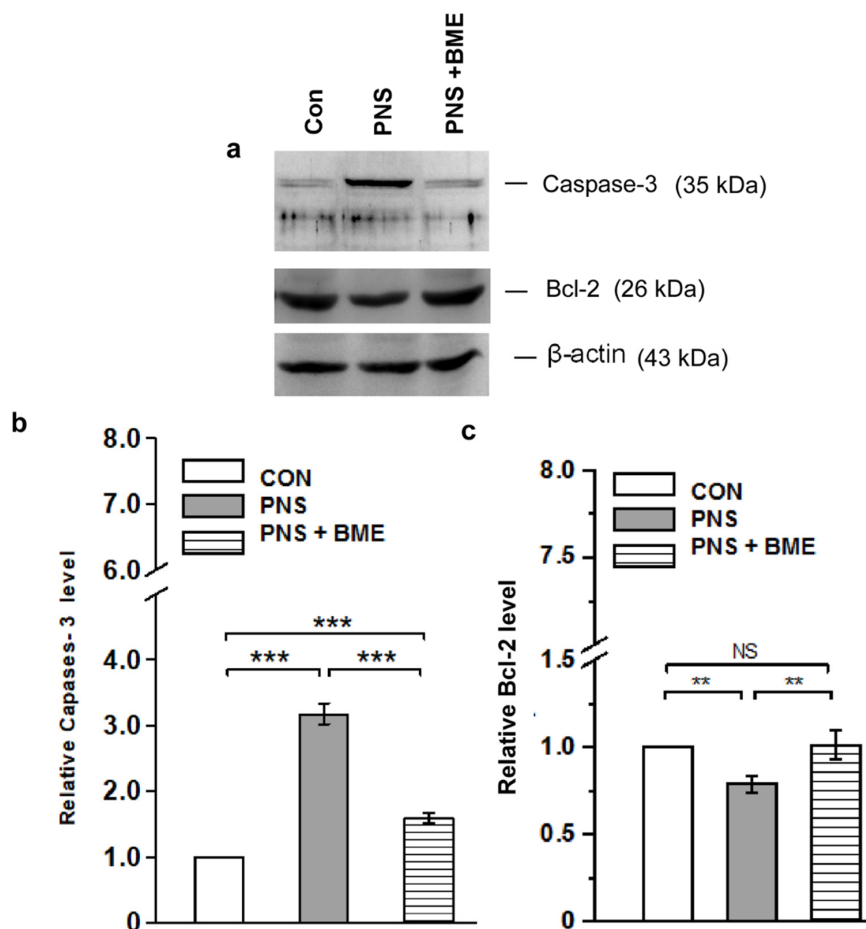 Con
PNS
PNS +BME
a
Caspase-3 (35 kDa)
Bcl-2 (26 kDa)
β-actin (43 kDa)
b
Relative Capases- 3 level
8.0
7.0
6.0
4.0
3.0
2.0
1.0
0
CON
PNS
PNS + BME
***
*** ***
c
Relative Bcl-2 level
8.0
7.5
1.5
1.0
0.5
0
CON
PNS
PNS + BME
NS
** **